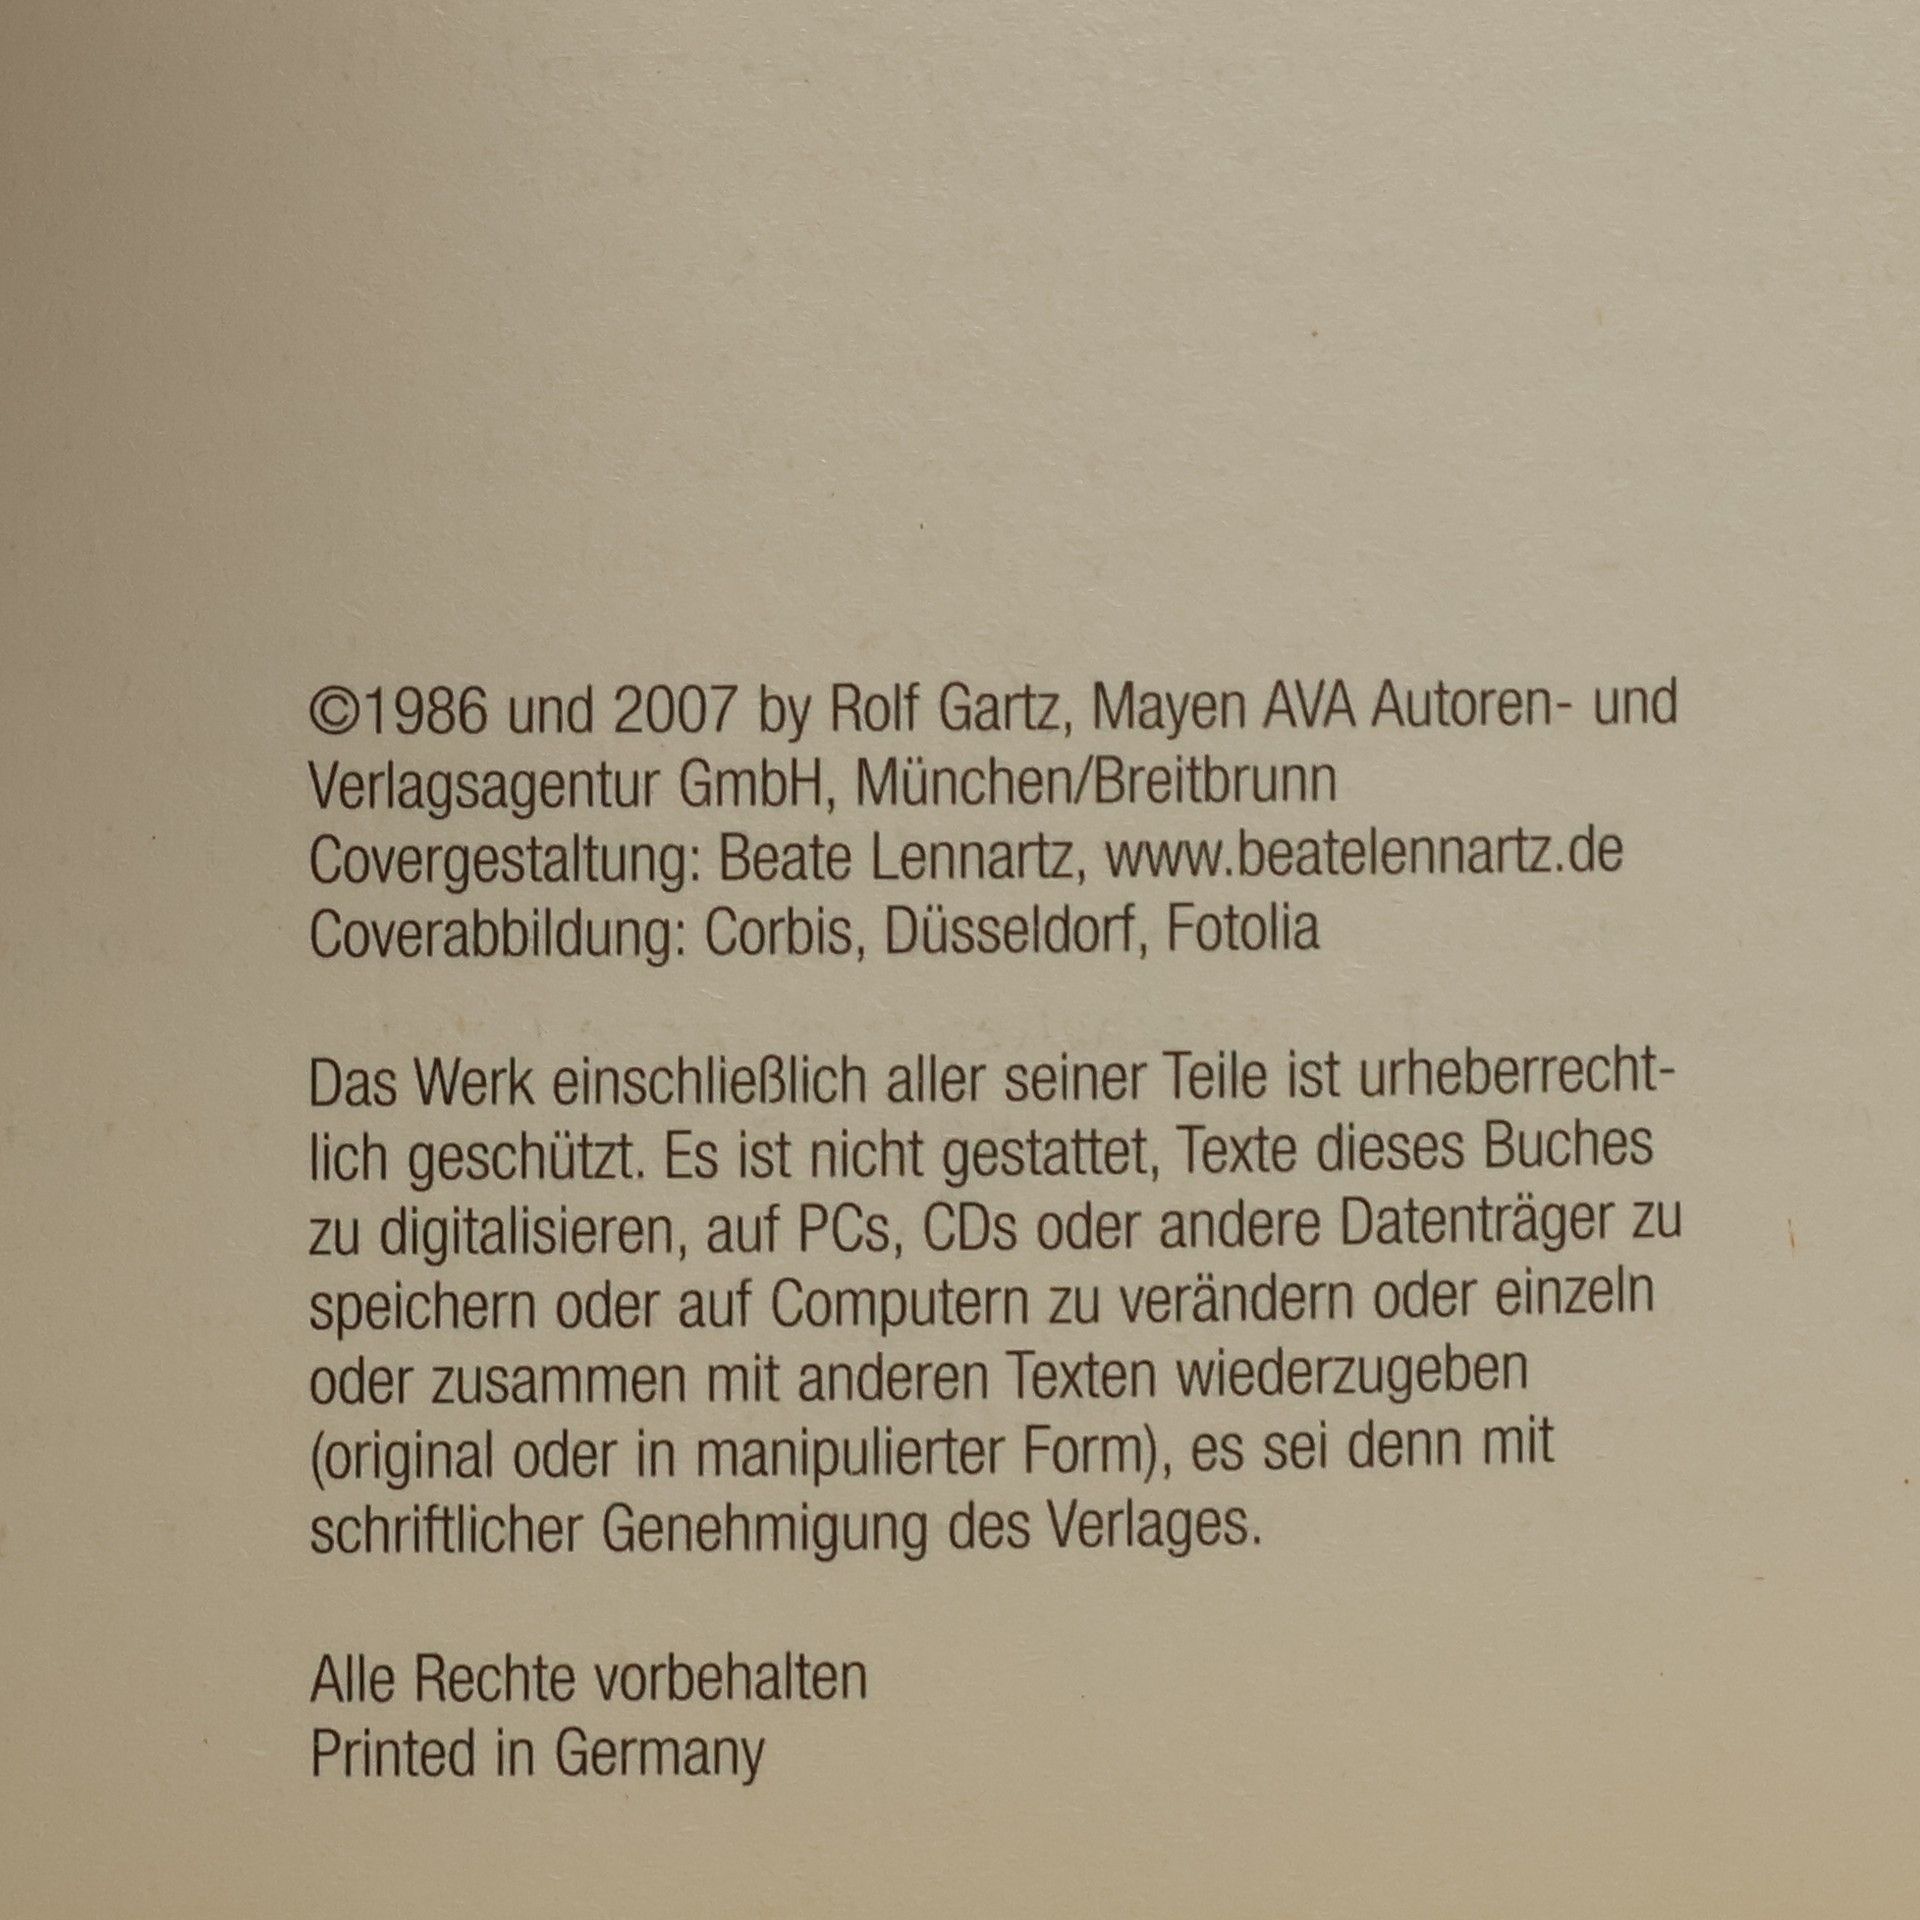 ©1986 und 2007 by Rolf Gartz, Mayen AVA Autoren- und
Verlagsagentur GmbH, München/Breitbrunn
Covergestaltung: Beate Lennartz, www.beatelennartz.de
Coverabbildung: Corbis, Düsseldorf, Fotolia
Das Werk einschließlich aller seiner Teile ist urheberrecht-
lich geschützt. Es ist nicht gestattet, Texte dieses Buches
zu digitalisieren, auf PCs, CDs oder andere Datenträger zu
speichern oder auf Computern zu verändern oder einzeln
oder zusammen mit anderen Texten wiederzugeben
(original oder in manipulierter Form), es sei denn mit
schriftlicher Genehmigung des Verlages.
Alle Rechte vorbehalten
Printed in Germany